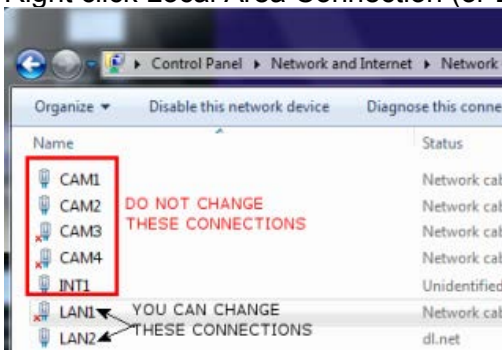 Control Panel ▸ Network and Internet ▸ Network
Organize ▾ Disable this network device Diagnose this conne
Name Status
CAM1 Network cab
CAM2 DO NOT CHANGE Network cab
CAM3 THESE CONNECTIONS Network cab
CAM4 Network cab
INT1 Unidentified
LAN1 YOU CAN CHANGE Network cab
LAN2 THESE CONNECTIONS dl.net